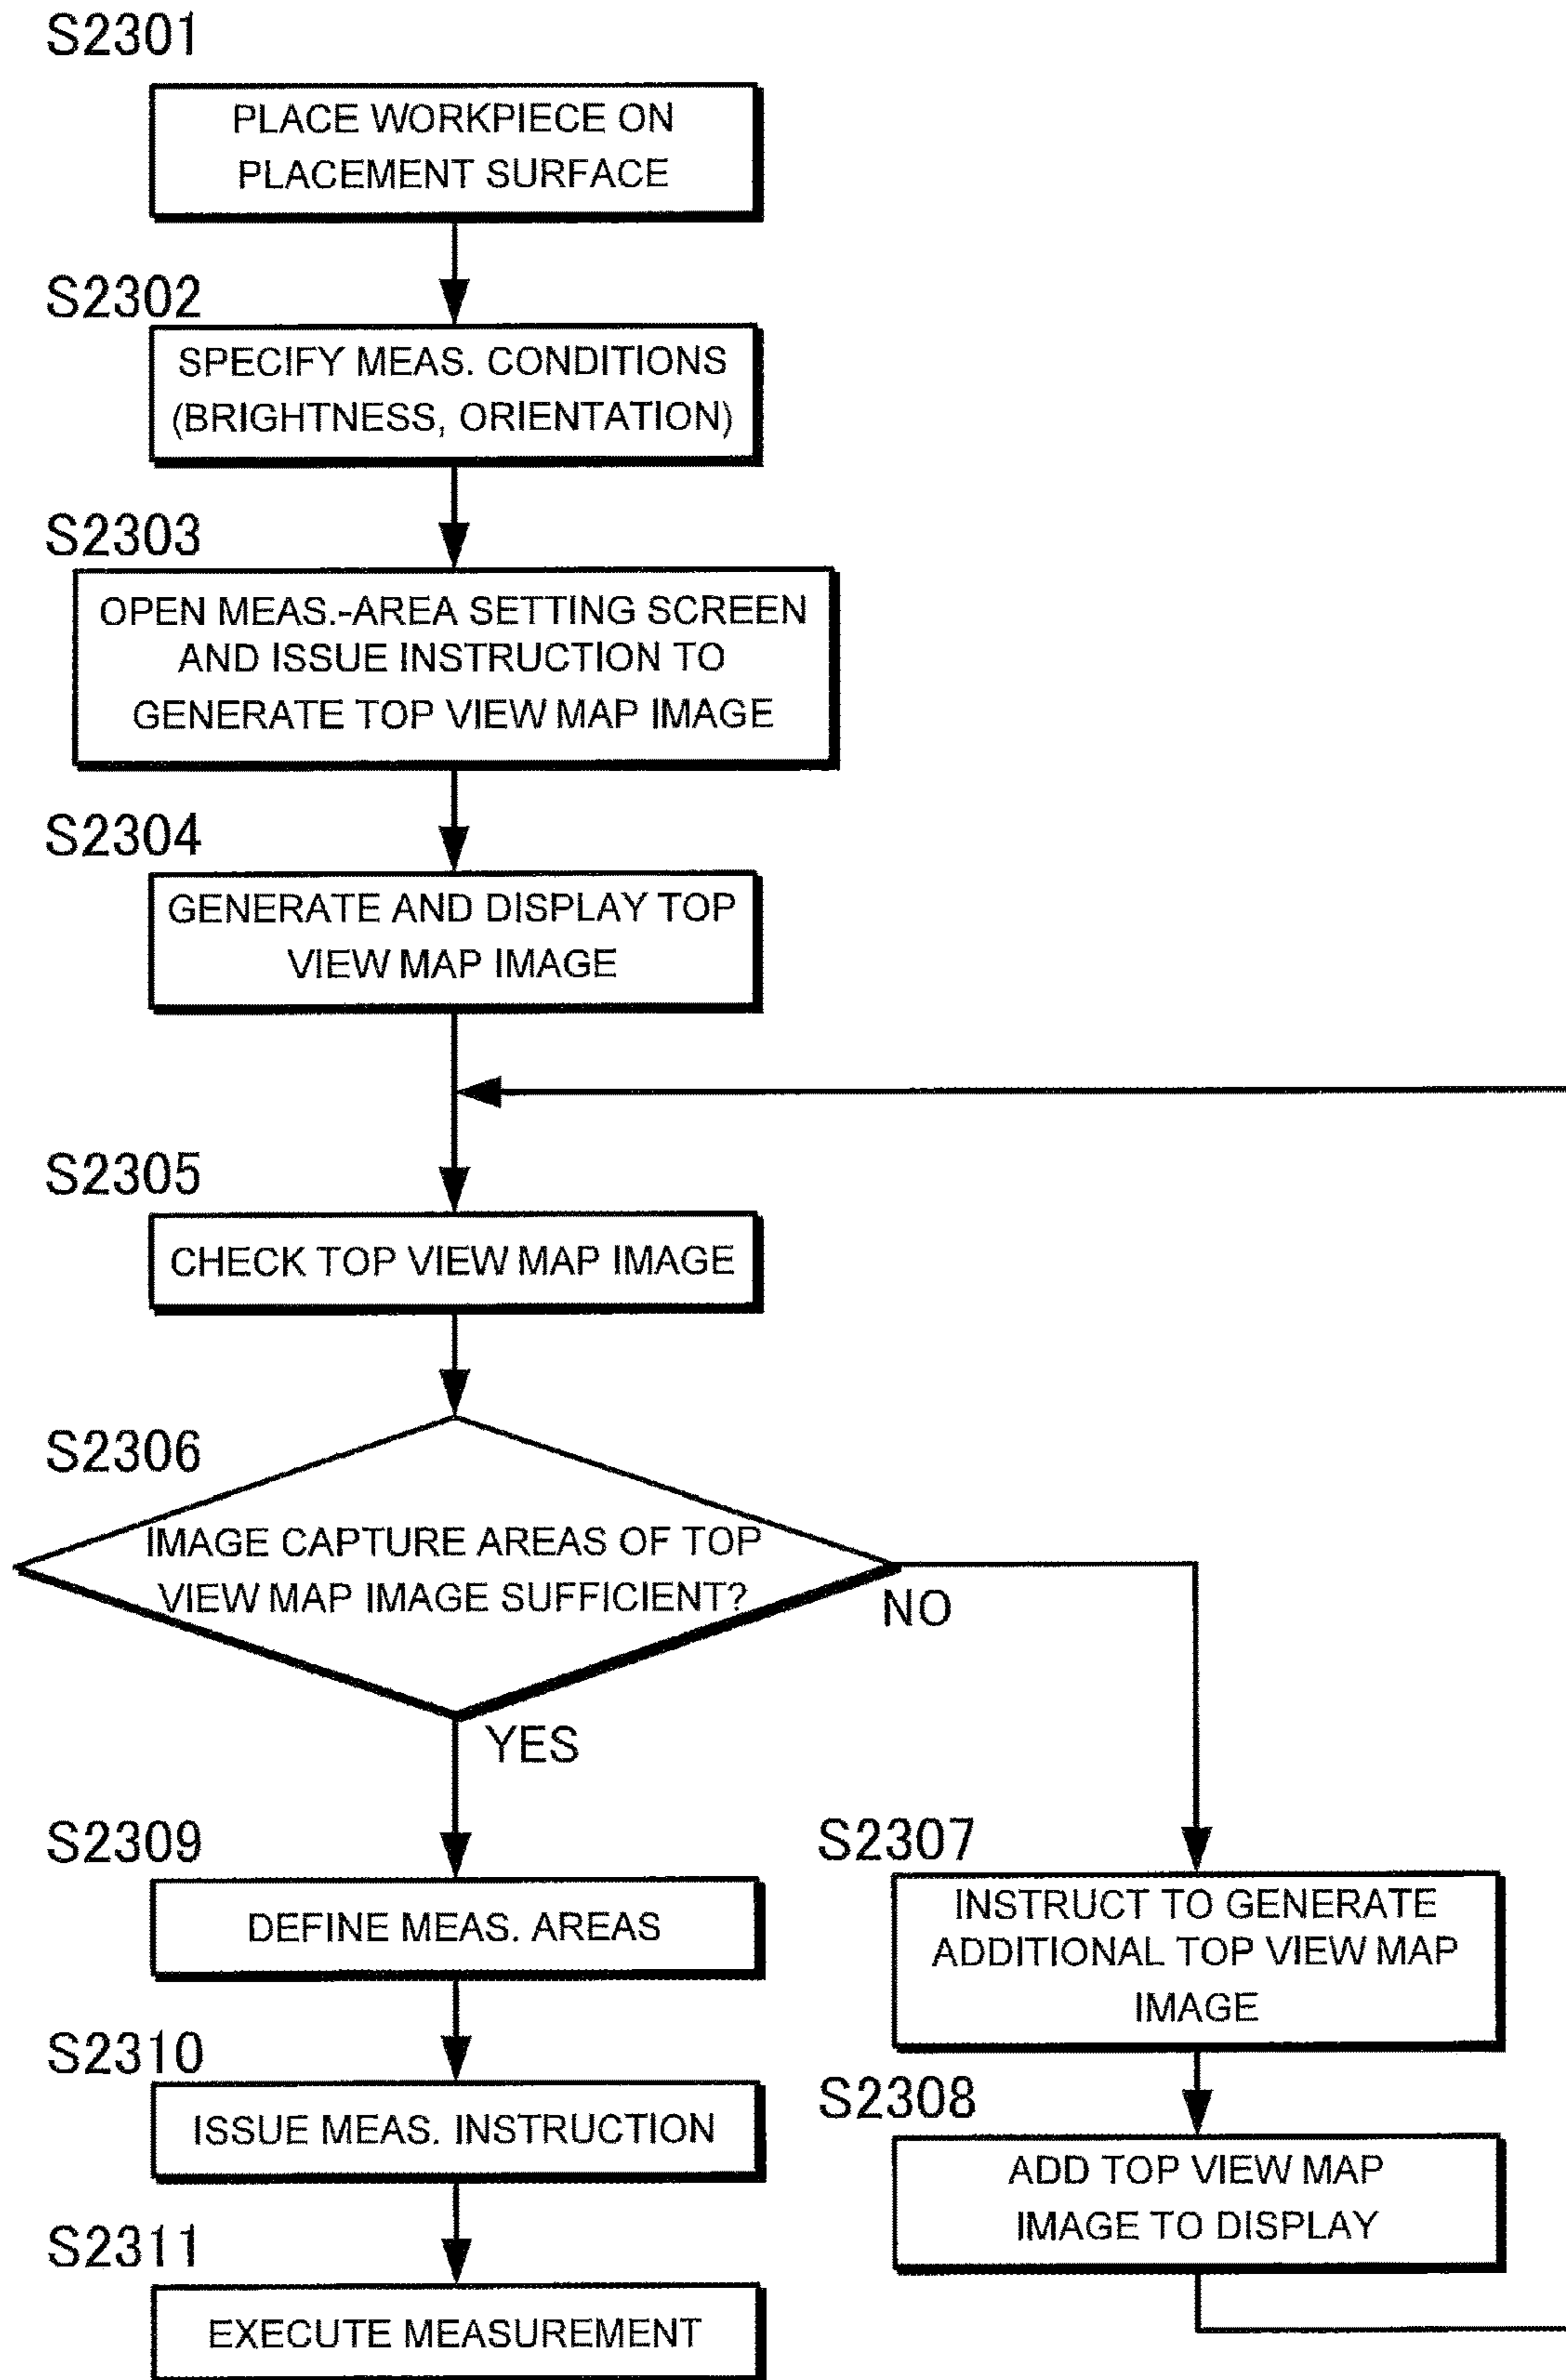 S2301
PLACE WORKPIECE ON
PLACEMENT SURFACE
S2302
SPECIFY MEAS. CONDITIONS
(BRIGHTNESS, ORIENTATION)
S2303
OPEN MEAS.-AREA SETTING SCREEN
AND ISSUE INSTRUCTION TO
GENERATE TOP VIEW MAP IMAGE
S2304
GENERATE AND DISPLAY TOP
VIEW MAP IMAGE
S2305
CHECK TOP VIEW MAP IMAGE
S2306
IMAGE CAPTURE AREAS OF TOP
VIEW MAP IMAGE SUFFICIENT?
NO
YES
S2309
DEFINE MEAS. AREAS
S2307
INSTRUCT TO GENERATE
ADDITIONAL TOP VIEW MAP
IMAGE
S2310
ISSUE MEAS. INSTRUCTION
S2308
ADD TOP VIEW MAP
IMAGE TO DISPLAY
S2311
EXECUTE MEASUREMENT